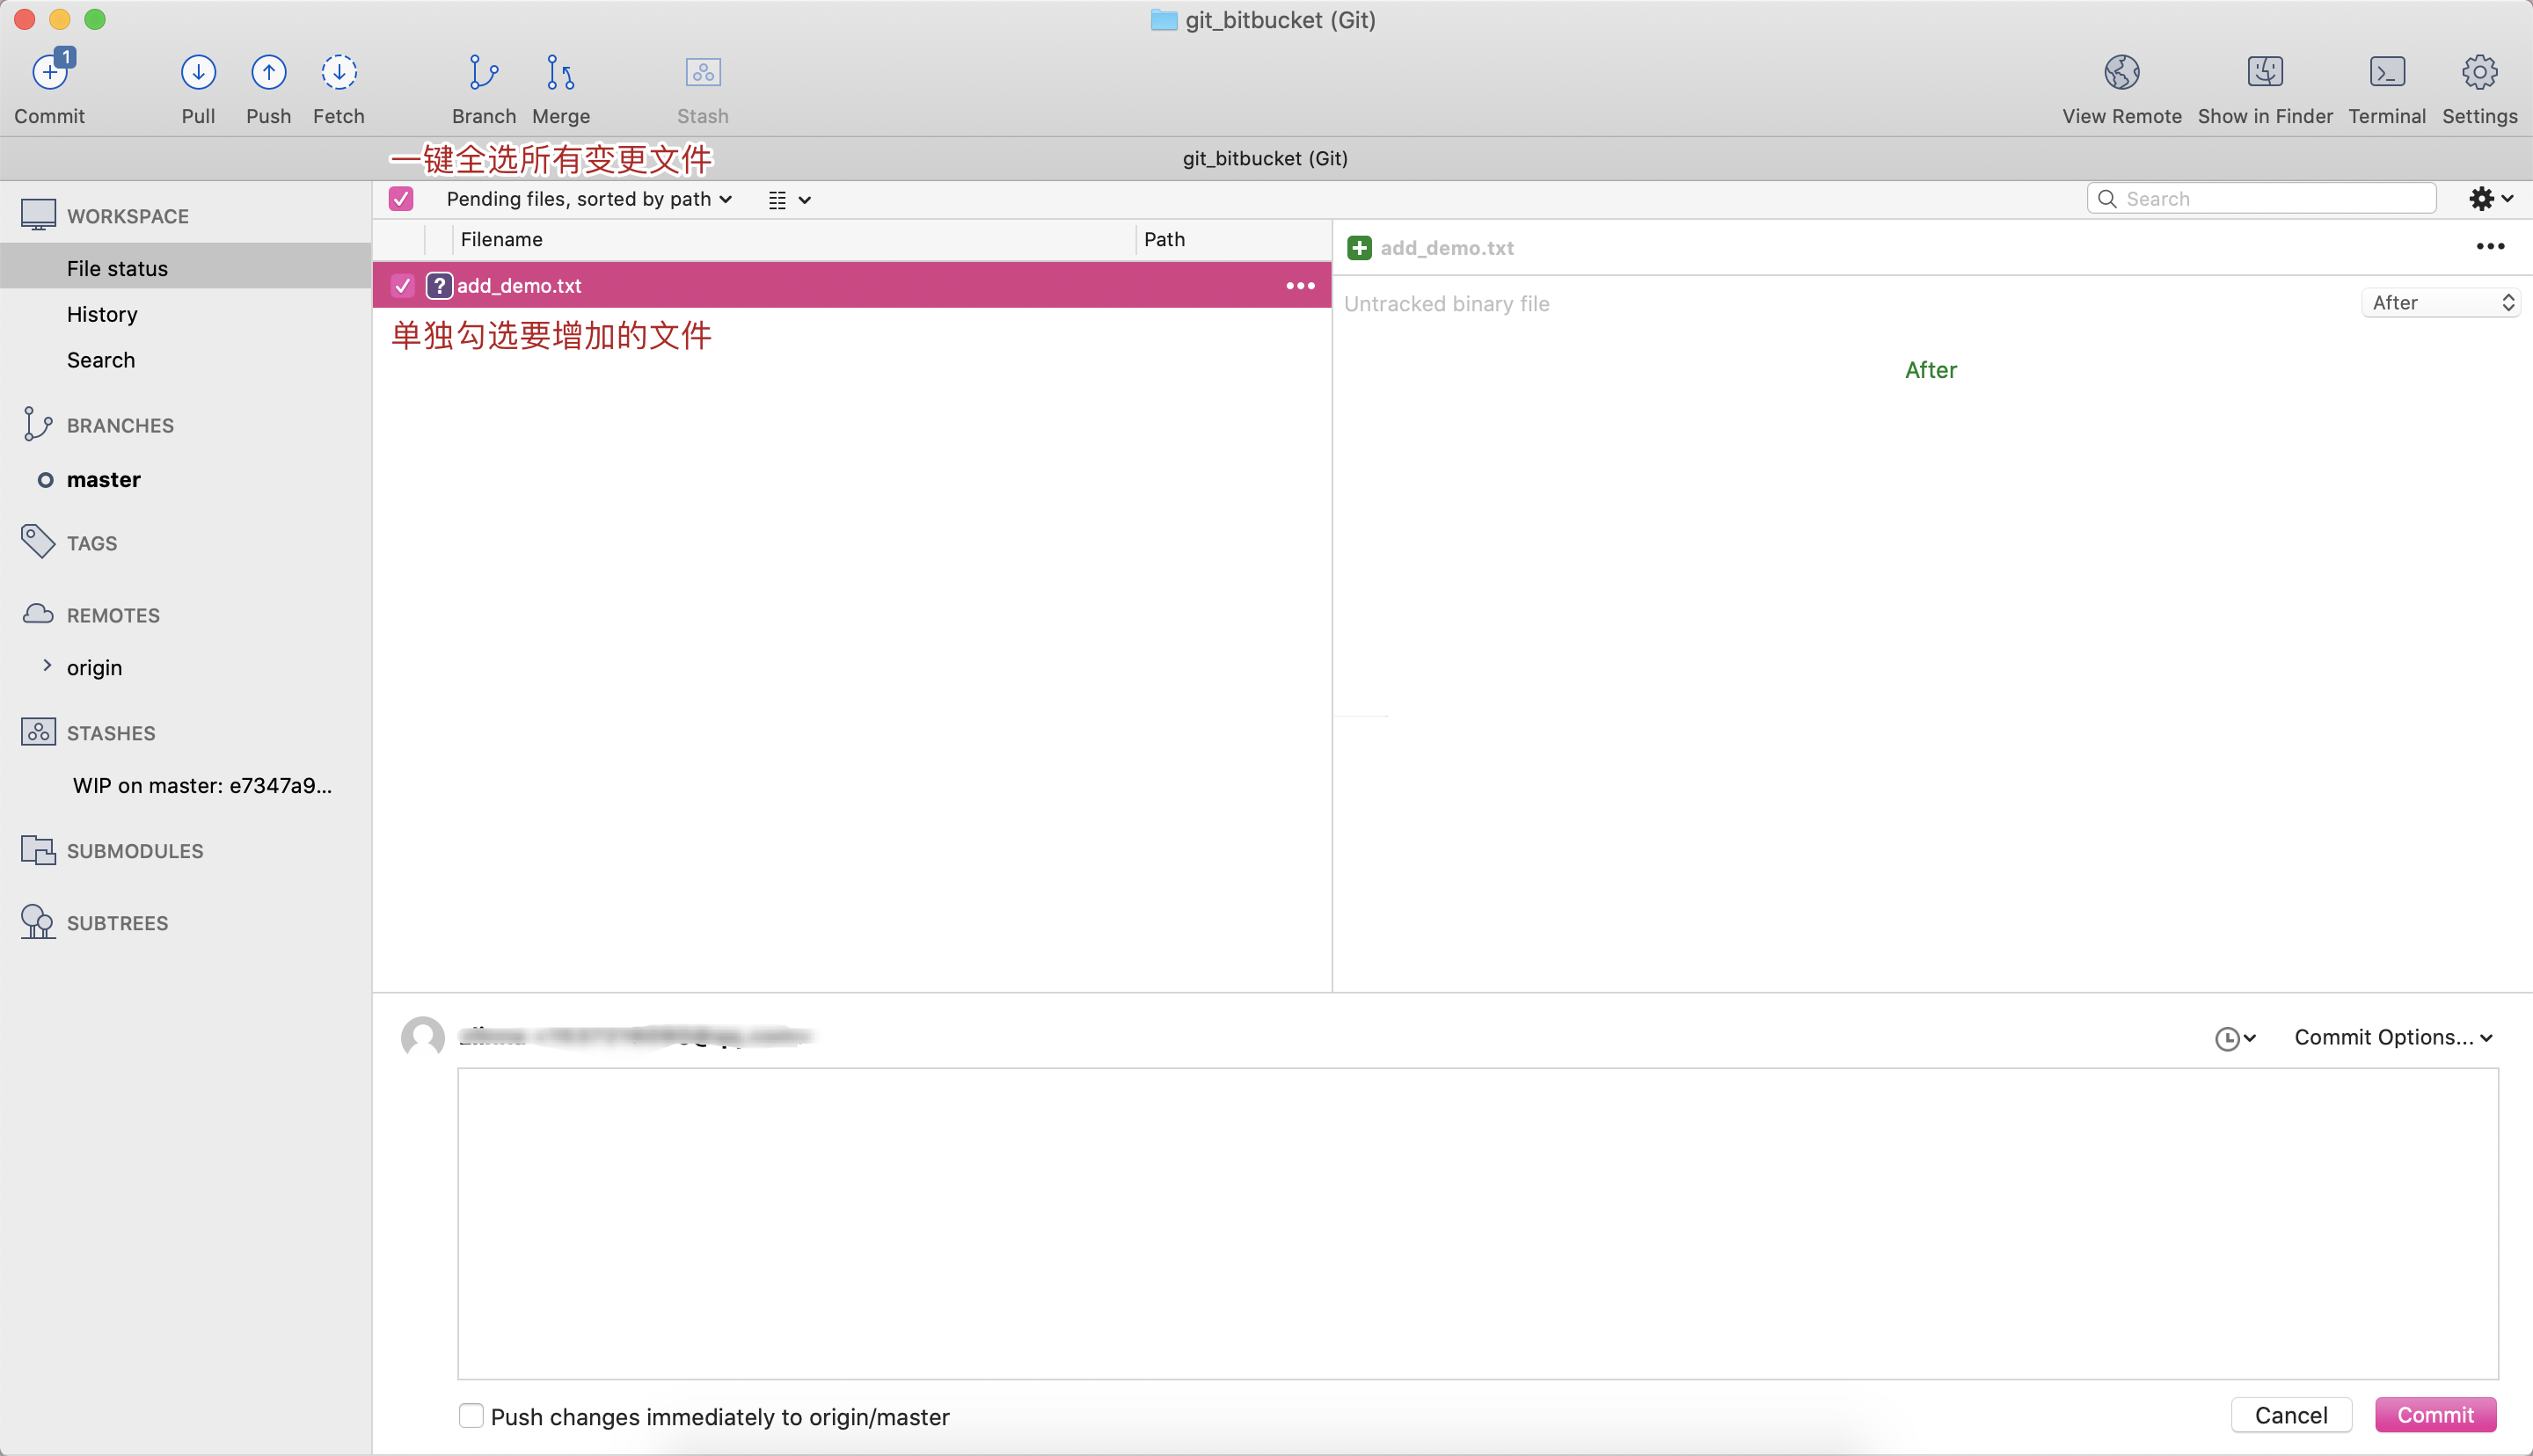 git_bitbucket (Git)
1
Commit
Pull
Push
Fetch
Branch
Merge
Stash
View Remote
Show in Finder
Terminal
Settings
一键全选所有变更文件
git_bitbucket (Git)
WORKSPACE
File status
History
Search
BRANCHES
master
TAGS
REMOTES
origin
STASHES
WIP on master: e7347a9...
SUBMODULES
SUBTREES
Pending files, sorted by path
Search
Filename
Path
? add_demo.txt
单独勾选要增加的文件
add_demo.txt
Untracked binary file
After
After
Commit Options...
Push changes immediately to origin/master
Cancel
Commit